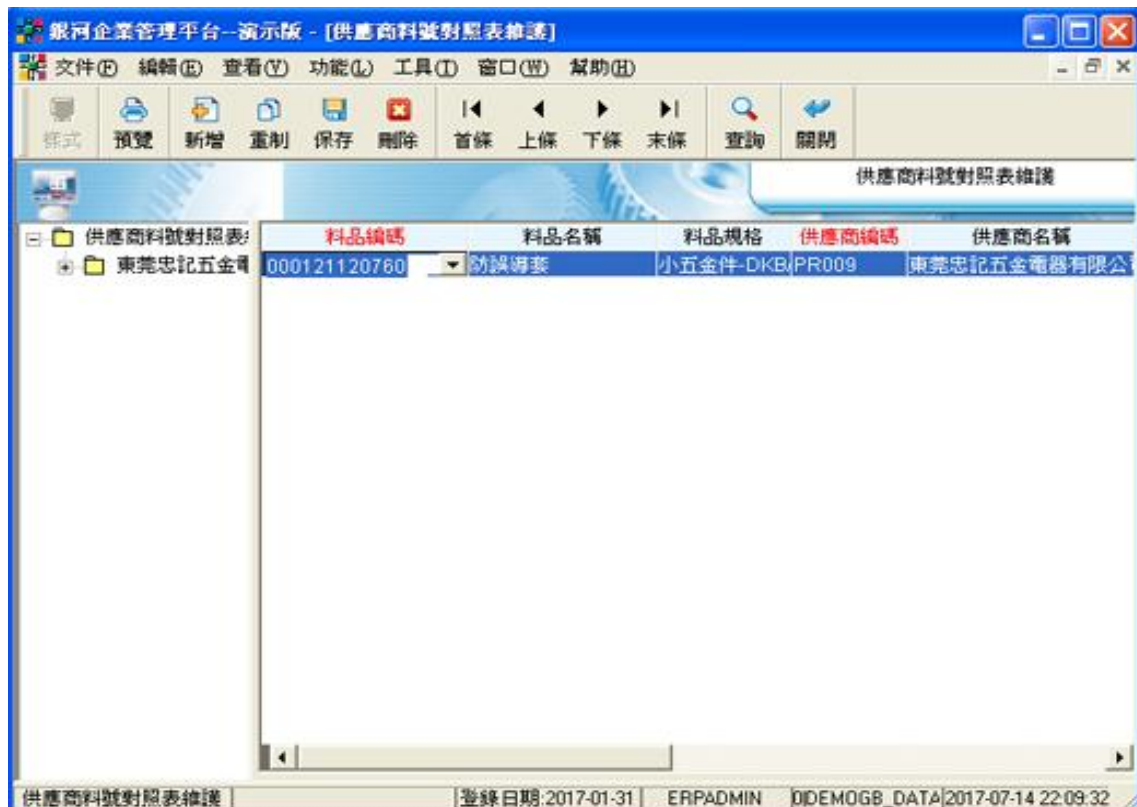 銀河企業管理平台--演示版 - [供應商料號對照表維護]
文件(F) 編輯(E) 查看(V) 功能(L) 工具(T) 窗口(W) 幫助(H)
樣式 預覽 新增 重制 保存 刪除 首條 上條 下條 末條 查詢 關閉
供應商料號對照表維護
供應商料號對照表
料品編碼 料品名稱 料品規格 供應商編碼 供應商名稱
東莞忠記五金電
000121120760 防誤導套 小五金件-DKB PR009 東莞忠記五金電器有限公
供應商料號對照表維護 登錄日期:2017-01-31 ERPADMIN DEMOGB_DATA 2017-07-14 22:09:32